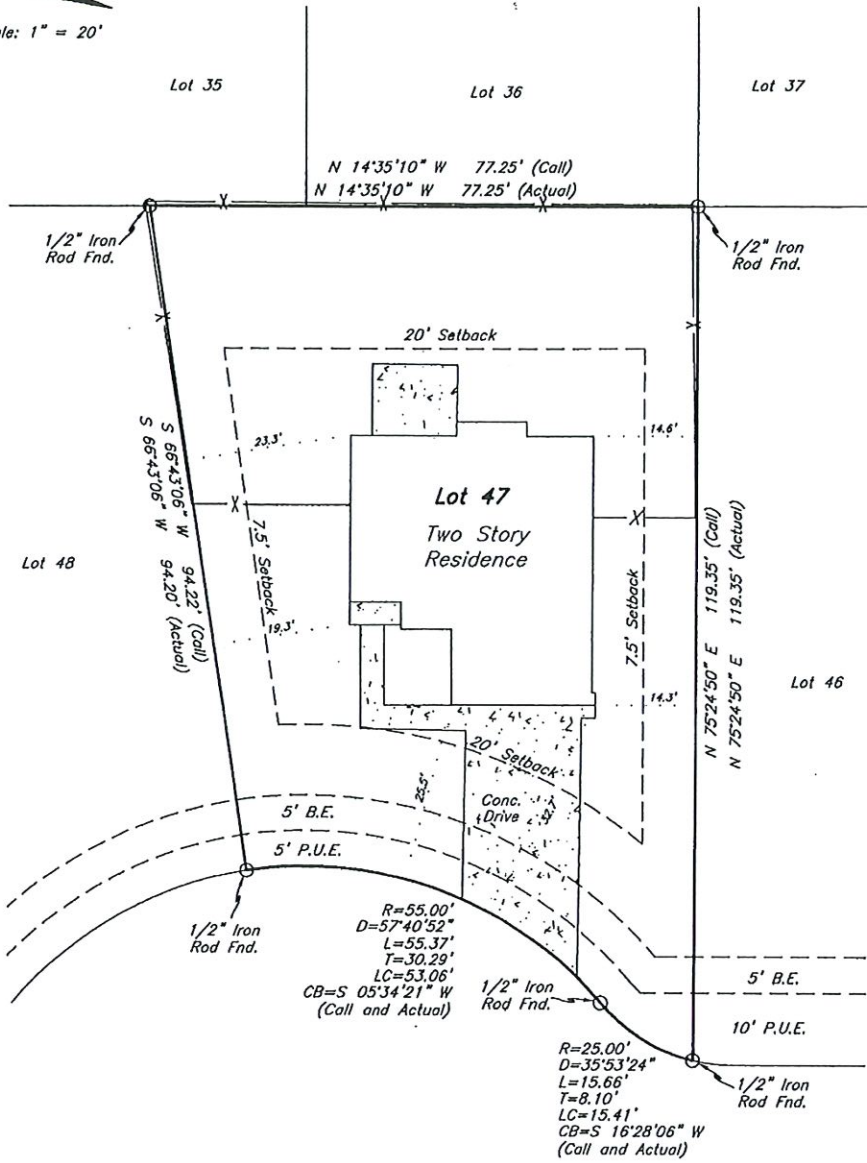 le: 1" = 20'
Lot 35
Lot 36
Lot 37
N 14°35'10" W 77.25' (Call)
N 14°35'10" W 77.25' (Actual)
1/2" Iron
Rod Fnd.
1/2" Iron
Rod Fnd.
20' Setback
23.3'
14.6'
Lot 47
Two Story
Residence
S 66°43'06" W 94.22' (Call)
S 66°43'06" W 94.20' (Actual)
7.5' Setback
7.5' Setback
N 75°24'50" E 119.35' (Call)
N 75°24'50" E 119.35' (Actual)
Lot 48
19.3'
Lot 46
14.3'
20' Setback
25.5'
Conc.
Drive
5' B.E.
5' P.U.E.
1/2" Iron
Rod Fnd.
R=55.00'
D=57°40'52"
L=55.37'
T=30.29'
LC=53.06'
CB=S 05°34'21" W
(Call and Actual)
1/2" Iron
Rod Fnd.
5' B.E.
10' P.U.E.
R=25.00'
D=35°53'24"
L=15.66'
T=8.10'
LC=15.41'
CB=S 16°28'06" W
(Call and Actual)
1/2" Iron
Rod Fnd.